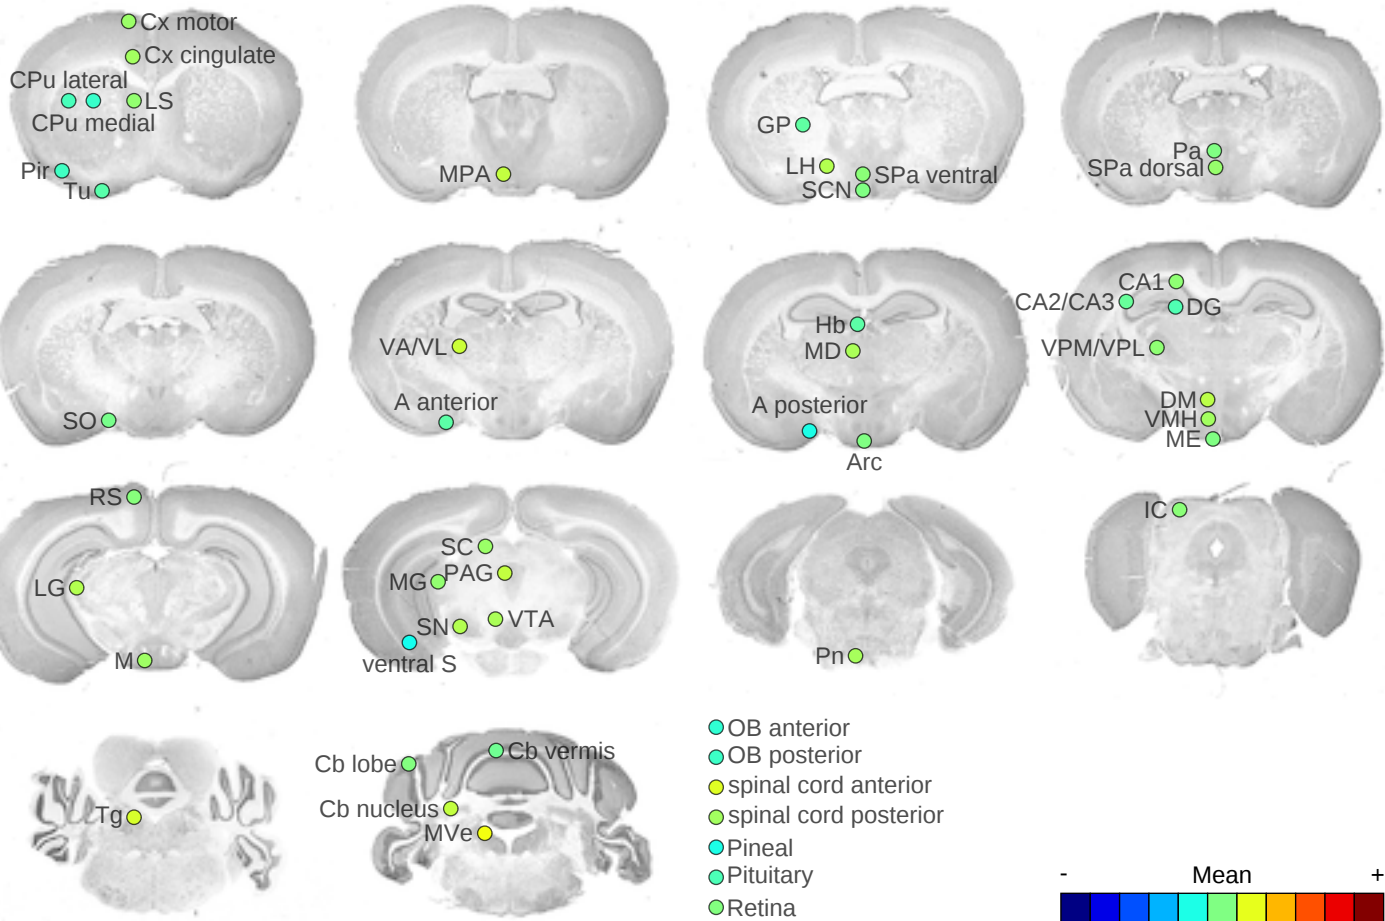 Cx motor
Cx cingulate
CPu lateral
LS
CPu medial
Pir
Tu
MPA
GP
LH
SPa ventral
SCN
Pa
SPa dorsal
SO
VA/VL
A anterior
Hb
MD
A posterior
Arc
CA1
CA2/CA3
DG
VPM/VPL
DM
VMH
ME
RS
LG
M
SC
MG
PAG
SN
VTA
ventral S
Pn
IC
Tg
Cb lobe
Cb vermis
Cb nucleus
MVe
OB anterior
OB posterior
spinal cord anterior
spinal cord posterior
Pineal
Pituitary
Retina
- Mean +